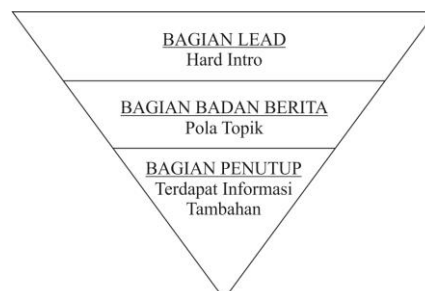 BAGIAN LEAD
Hard Intro
BAGIAN BADAN BERITA
Pola Topik
BAGIAN PENUTUP
Terdapat Informasi
Tambahan